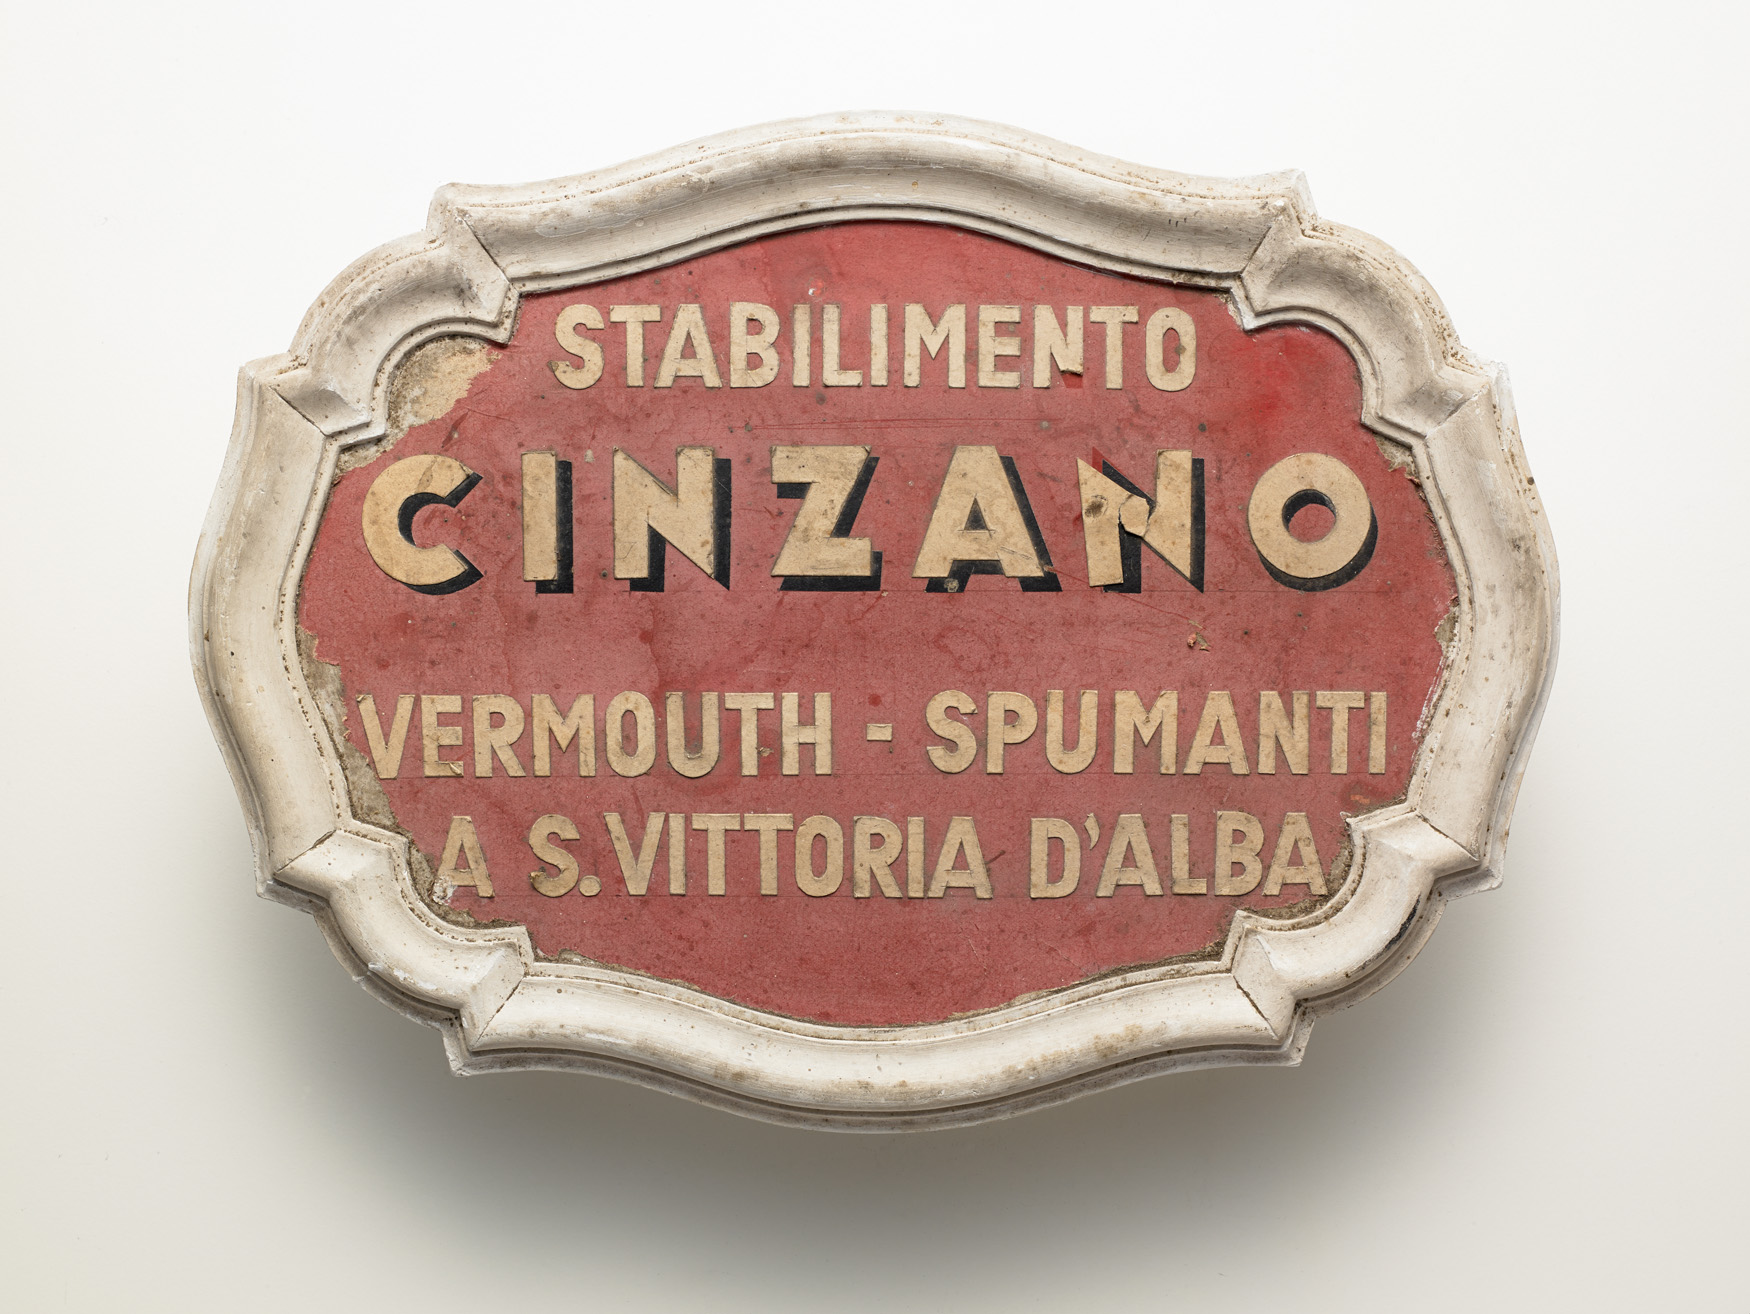 STABILIMENTO
CINZANO
VERMOUTH - SPUMANTI
A S. VITTORIA D'ALBA